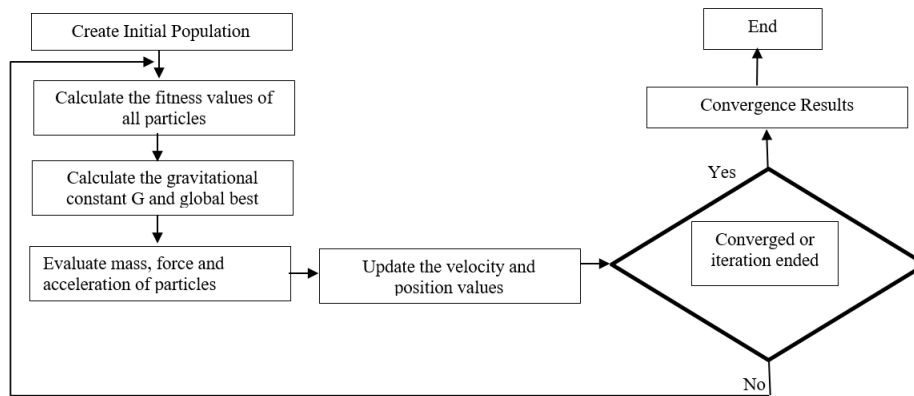 Create Initial Population
Calculate the fitness values of
all particles
Calculate the gravitational
constant G and global best
Evaluate mass, force and
acceleration of particles
Update the velocity and
position values
Converged or
iteration ended
Yes
No
Convergence Results
End